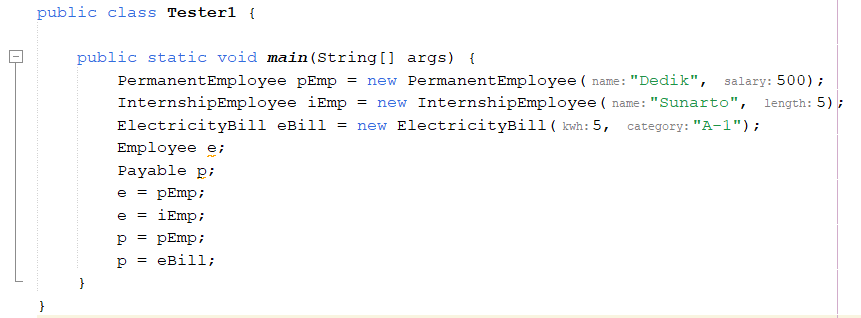 public class Tester1 {
public static void main(String[] args) {
PermanentEmployee pEmp = new PermanentEmployee( name: "Dedik", salary: 500);
InternshipEmployee iEmp = new InternshipEmployee( name: "Sunarto", length: 5);
ElectricityBill eBill = new ElectricityBill( kwh: 5, category: "A-1");
Employee e;
Payable p;
e = pEmp;
e = iEmp;
p = pEmp;
p = eBill;
}
}